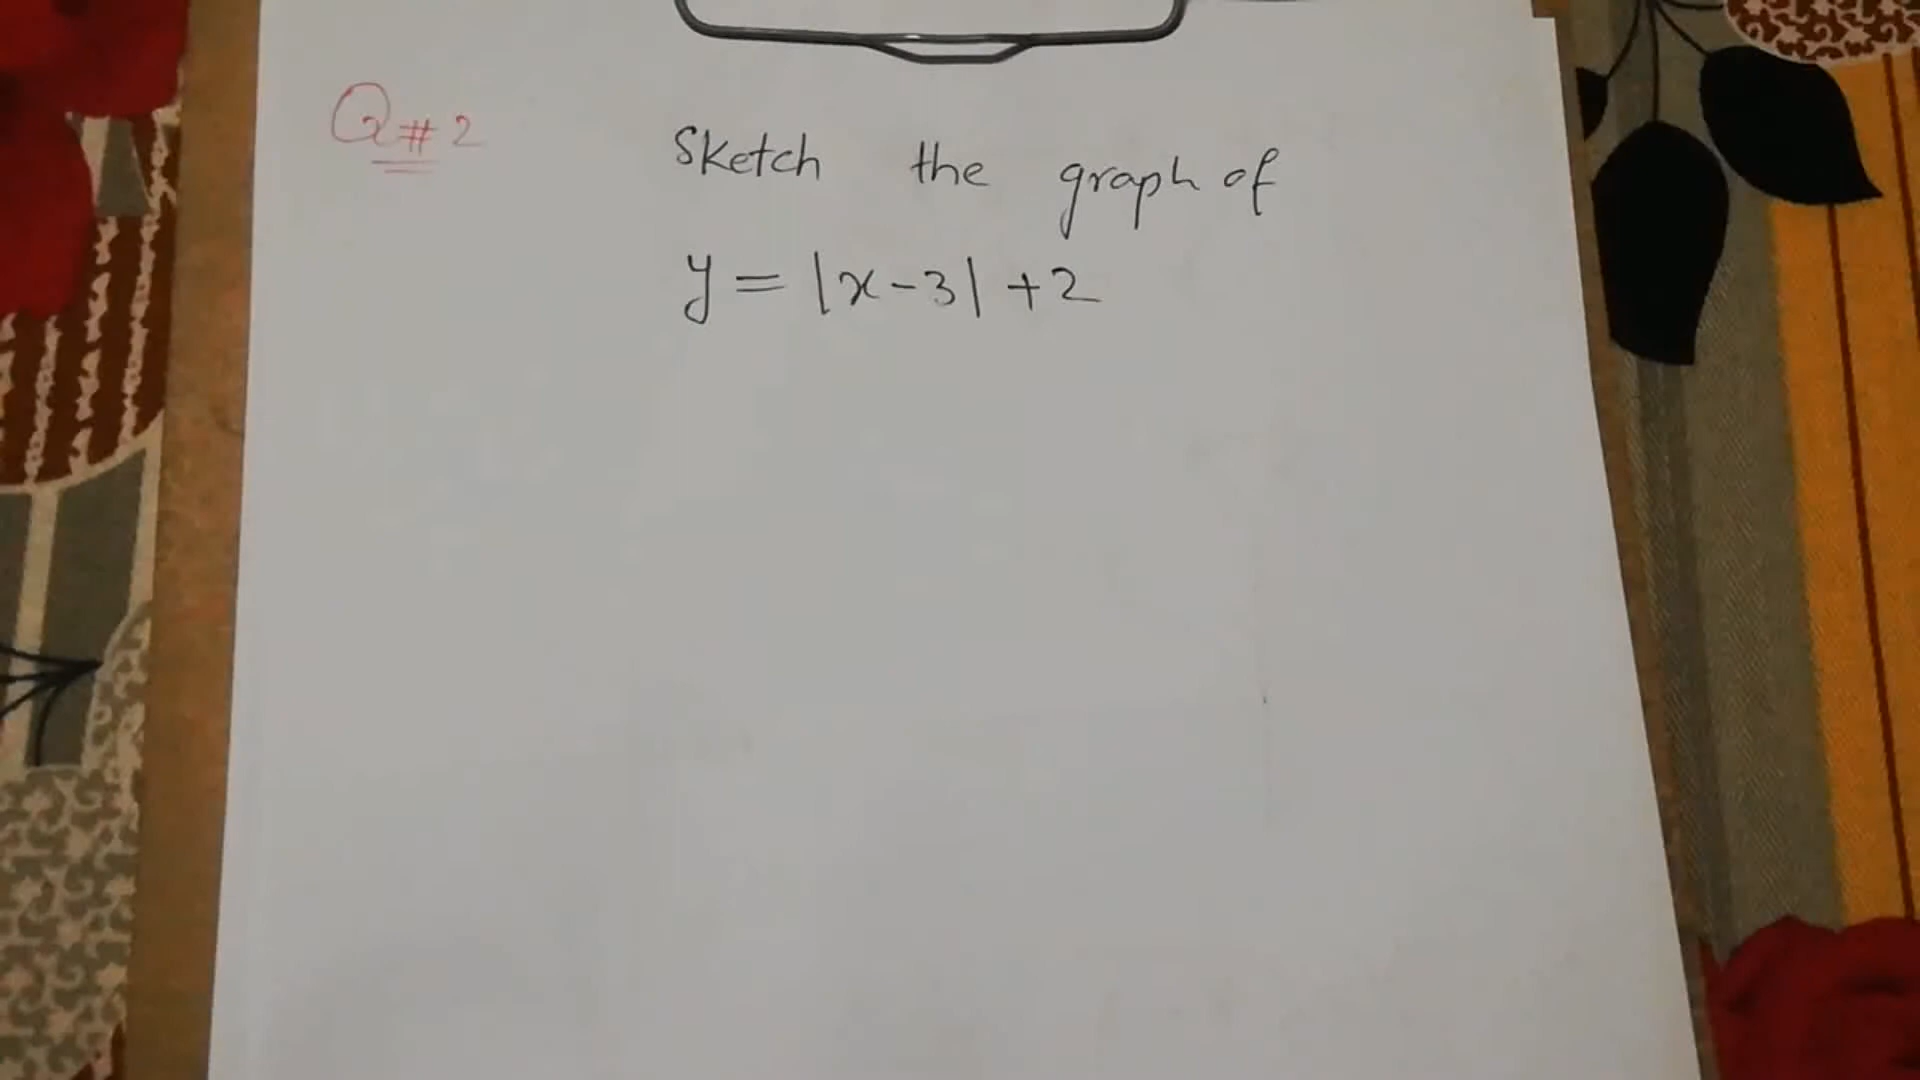 Q#2
Sketch the graph of
y = |x-3| +2